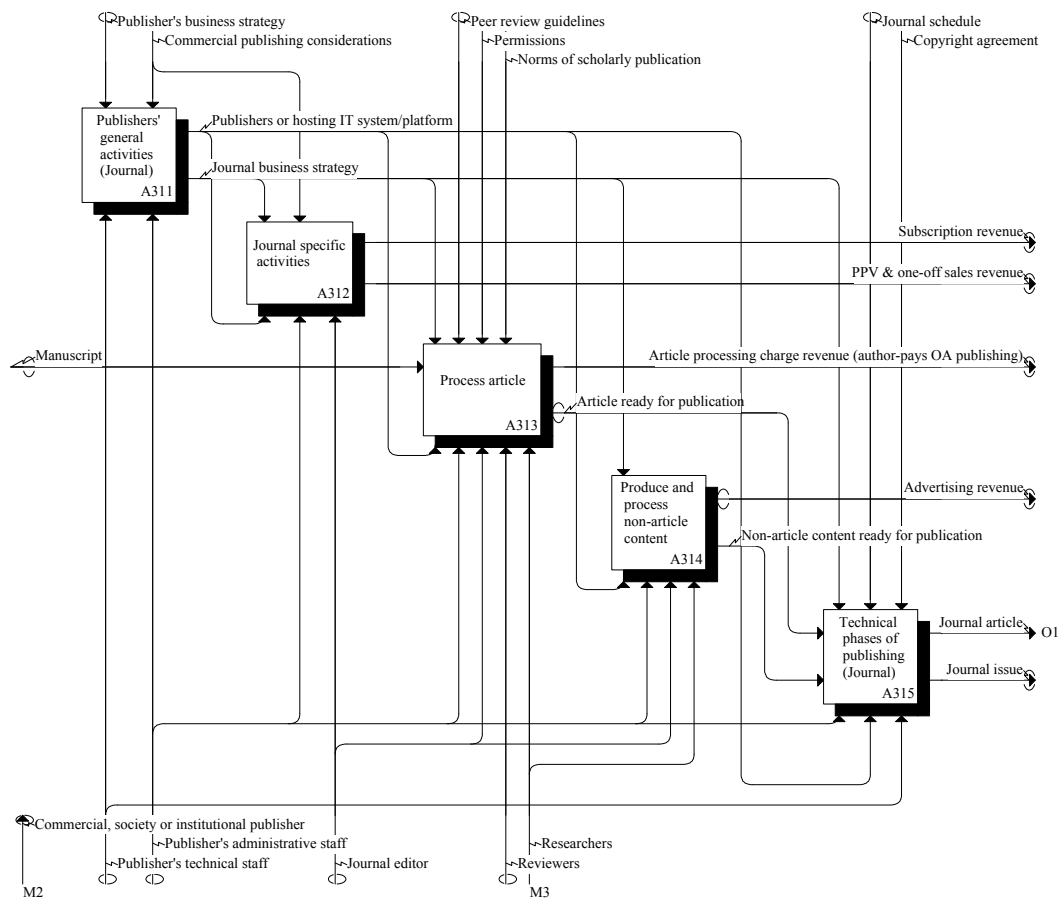 Publisher's business strategy
Commercial publishing considerations
Peer review guidelines
Permissions
Norms of scholarly publication
Journal schedule
Copyright agreement
Publishers'
general
activities
(Journal)
A311
Publishers or hosting IT system/platform
Journal business strategy
Journal specific
activities
A312
Subscription revenue
PPV & one-off sales revenue
Manuscript
Process article
A313
Article processing charge revenue (author-pays OA publishing)
Article ready for publication
Produce and
process
non-article
content
A314
Advertising revenue
Non-article content ready for publication
Technical
phases of
publishing
(Journal)
A315
Journal article
O1
Journal issue
Commercial, society or institutional publisher
Publisher's administrative staff
Publisher's technical staff
Journal editor
Researchers
Reviewers
M2
M3